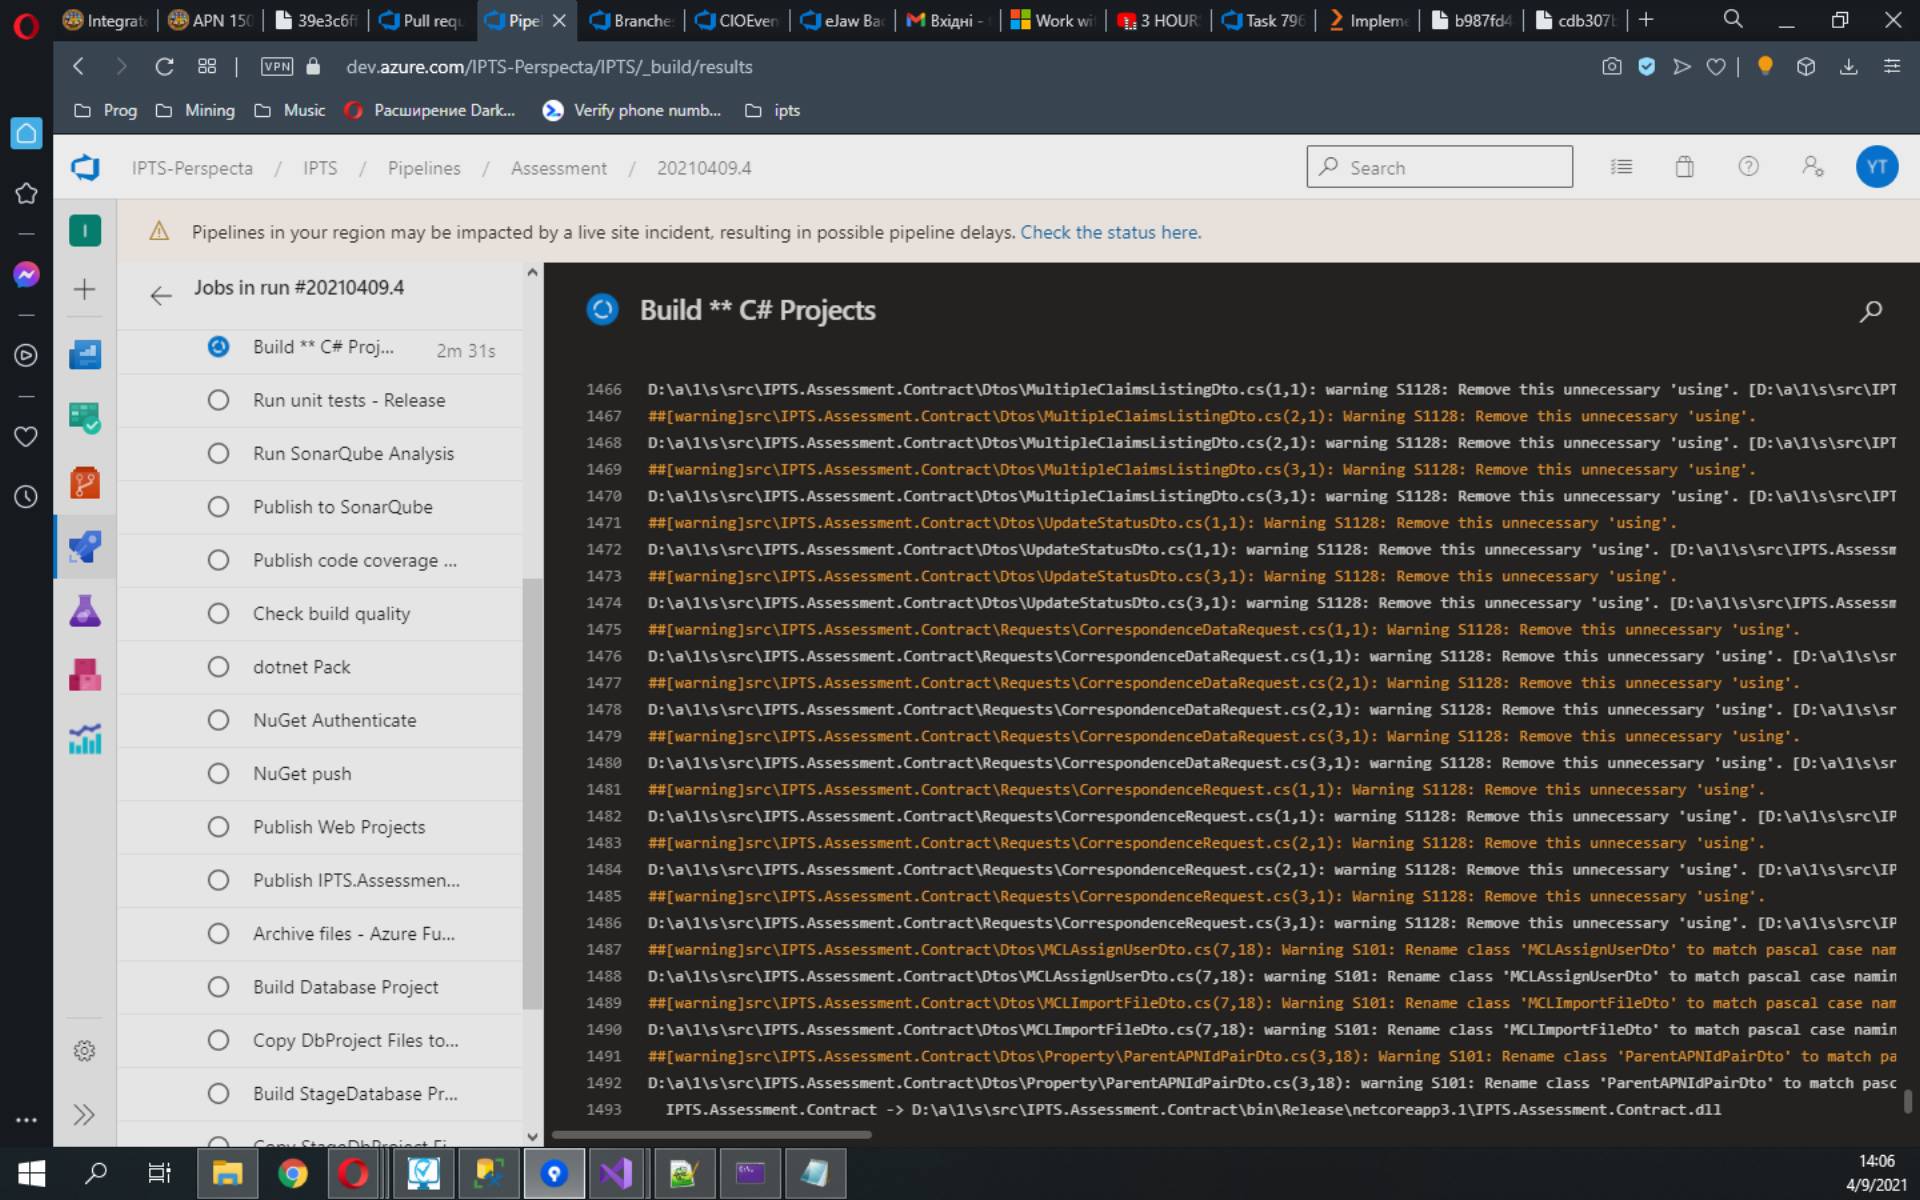 Integrat
APN 150
39e3c6ff
Pull requ
Pipel
Branche
CIOEven
eJaw Ba
Вхідні -
Work wi
3 HOUR
Task 796
Implem
b987fd4
cdb307b
VPN
dev.azure.com/IPTS-Perspecta/IPTS/_build/results
Prog
Mining
Music
Расширение Dark...
Verify phone numb...
ipts
IPTS-Perspecta / IPTS / Pipelines / Assessment / 20210409.4
Search
YT
I
Pipelines in your region may be impacted by a live site incident, resulting in possible pipeline delays. Check the status here.
Jobs in run #20210409.4
Build ** C# Proj... 2m 31s
Run unit tests - Release
Run SonarQube Analysis
Publish to SonarQube
Publish code coverage ...
Check build quality
dotnet Pack
NuGet Authenticate
NuGet push
Publish Web Projects
Publish IPTS.Assessmen...
Archive files - Azure Fu...
Build Database Project
Copy DbProject Files to...
Build StageDatabase Pr...
Copy StageDbProject Fi...
Build ** C# Projects
1466 D:\a\1\s\src\IPTS.Assessment.Contract\Dtos\MultipleClaimsListingDto.cs(1,1): warning S1128: Remove this unnecessary 'using'. [D:\a\1\s\src\IPT
1467 ##[warning]src\IPTS.Assessment.Contract\Dtos\MultipleClaimsListingDto.cs(2,1): Warning S1128: Remove this unnecessary 'using'.
1468 D:\a\1\s\src\IPTS.Assessment.Contract\Dtos\MultipleClaimsListingDto.cs(2,1): warning S1128: Remove this unnecessary 'using'. [D:\a\1\s\src\IPT
1469 ##[warning]src\IPTS.Assessment.Contract\Dtos\MultipleClaimsListingDto.cs(3,1): Warning S1128: Remove this unnecessary 'using'.
1470 D:\a\1\s\src\IPTS.Assessment.Contract\Dtos\MultipleClaimsListingDto.cs(3,1): warning S1128: Remove this unnecessary 'using'. [D:\a\1\s\src\IPT
1471 ##[warning]src\IPTS.Assessment.Contract\Dtos\UpdateStatusDto.cs(1,1): Warning S1128: Remove this unnecessary 'using'.
1472 D:\a\1\s\src\IPTS.Assessment.Contract\Dtos\UpdateStatusDto.cs(1,1): warning S1128: Remove this unnecessary 'using'. [D:\a\1\s\src\IPTS.Assessm
1473 ##[warning]src\IPTS.Assessment.Contract\Dtos\UpdateStatusDto.cs(3,1): Warning S1128: Remove this unnecessary 'using'.
1474 D:\a\1\s\src\IPTS.Assessment.Contract\Dtos\UpdateStatusDto.cs(3,1): warning S1128: Remove this unnecessary 'using'. [D:\a\1\s\src\IPTS.Assessm
1475 ##[warning]src\IPTS.Assessment.Contract\Requests\CorrespondenceDataRequest.cs(1,1): Warning S1128: Remove this unnecessary 'using'.
1476 D:\a\1\s\src\IPTS.Assessment.Contract\Requests\CorrespondenceDataRequest.cs(1,1): warning S1128: Remove this unnecessary 'using'. [D:\a\1\s\sr
1477 ##[warning]src\IPTS.Assessment.Contract\Requests\CorrespondenceDataRequest.cs(2,1): Warning S1128: Remove this unnecessary 'using'.
1478 D:\a\1\s\src\IPTS.Assessment.Contract\Requests\CorrespondenceDataRequest.cs(2,1): warning S1128: Remove this unnecessary 'using'. [D:\a\1\s\sr
1479 ##[warning]src\IPTS.Assessment.Contract\Requests\CorrespondenceDataRequest.cs(3,1): Warning S1128: Remove this unnecessary 'using'.
1480 D:\a\1\s\src\IPTS.Assessment.Contract\Requests\CorrespondenceDataRequest.cs(3,1): warning S1128: Remove this unnecessary 'using'. [D:\a\1\s\sr
1481 ##[warning]src\IPTS.Assessment.Contract\Requests\CorrespondenceRequest.cs(1,1): Warning S1128: Remove this unnecessary 'using'.
1482 D:\a\1\s\src\IPTS.Assessment.Contract\Requests\CorrespondenceRequest.cs(1,1): warning S1128: Remove this unnecessary 'using'. [D:\a\1\s\src\IP
1483 ##[warning]src\IPTS.Assessment.Contract\Requests\CorrespondenceRequest.cs(2,1): Warning S1128: Remove this unnecessary 'using'.
1484 D:\a\1\s\src\IPTS.Assessment.Contract\Requests\CorrespondenceRequest.cs(2,1): warning S1128: Remove this unnecessary 'using'. [D:\a\1\s\src\IP
1485 ##[warning]src\IPTS.Assessment.Contract\Requests\CorrespondenceRequest.cs(3,1): Warning S1128: Remove this unnecessary 'using'.
1486 D:\a\1\s\src\IPTS.Assessment.Contract\Requests\CorrespondenceRequest.cs(3,1): warning S1128: Remove this unnecessary 'using'. [D:\a\1\s\src\IP
1487 ##[warning]src\IPTS.Assessment.Contract\Dtos\MCLAssignUserDto.cs(7,18): Warning S101: Rename class 'MCLAssignUserDto' to match pascal case nam
1488 D:\a\1\s\src\IPTS.Assessment.Contract\Dtos\MCLAssignUserDto.cs(7,18): warning S101: Rename class 'MCLAssignUserDto' to match pascal case namin
1489 ##[warning]src\IPTS.Assessment.Contract\Dtos\MCLImportFileDto.cs(7,18): Warning S101: Rename class 'MCLImportFileDto' to match pascal case nam
1490 D:\a\1\s\src\IPTS.Assessment.Contract\Dtos\MCLImportFileDto.cs(7,18): warning S101: Rename class 'MCLImportFileDto' to match pascal case namin
1491 ##[warning]src\IPTS.Assessment.Contract\Dtos\Property\ParentAPNIdPairDto.cs(3,18): Warning S101: Rename class 'ParentAPNIdPairDto' to match pa
1492 D:\a\1\s\src\IPTS.Assessment.Contract\Dtos\Property\ParentAPNIdPairDto.cs(3,18): warning S101: Rename class 'ParentAPNIdPairDto' to match pasc
1493 IPTS.Assessment.Contract -> D:\a\1\s\src\IPTS.Assessment.Contract\bin\Release\netcoreapp3.1\IPTS.Assessment.Contract.dll
14:06
4/9/2021